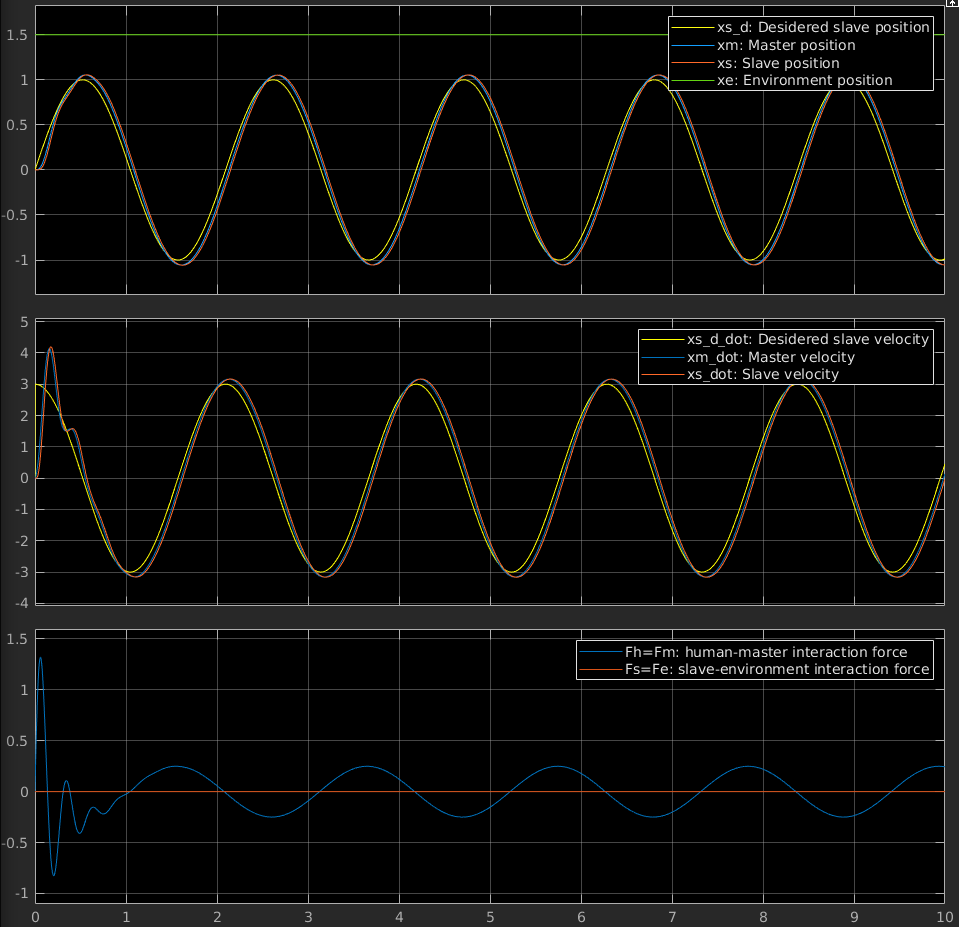 1.5
1
0.5
0
-0.5
-1
xs_d: Desidered slave position
xm: Master position
xs: Slave position
xe: Environment position
5
4
3
2
1
0
-1
-2
-3
-4
xs_d_dot: Desidered slave velocity
xm_dot: Master velocity
xs_dot: Slave velocity
1.5
1
0.5
0
-0.5
-1
Fh=Fm: human-master interaction force
Fs=Fe: slave-environment interaction force
0 1 2 3 4 5 6 7 8 9 10